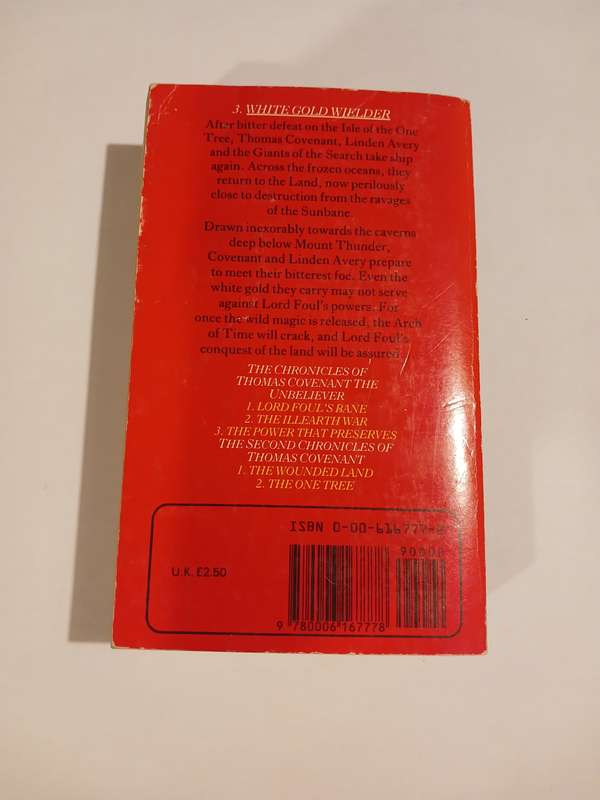 3. WHITE GOLD WIELDER
After bitter defeat on the Isle of the One
Tree, Thomas Covenant, Linden Avery
and the Giants of the Search take ship
again. Across the frozen oceans, they
return to the Land, now perilously
close to destruction from the ravages
of the Sunbane.
Drawn inexorably towards the caverns
deep below Mount Thunder,
Covenant and Linden Avery prepare
to meet their bitterest foe. Even the
white gold they carry may not serve
against Lord Foul's powers. For
once the wild magic is released, the Arch
of Time will crack, and Lord Foul's
conquest of the land will be assured.
THE CHRONICLES OF
THOMAS COVENANT THE
UNBELIEVER
1. LORD FOUL'S BANE
2. THE ILLEARTH WAR
3. THE POWER THAT PRESERVES
THE SECOND CHRONICLES OF
THOMAS COVENANT
1. THE WOUNDED LAND
2. THE ONE TREE
ISBN 0-00-616777-8
90000
U.K. £2.50
9 780006 167778